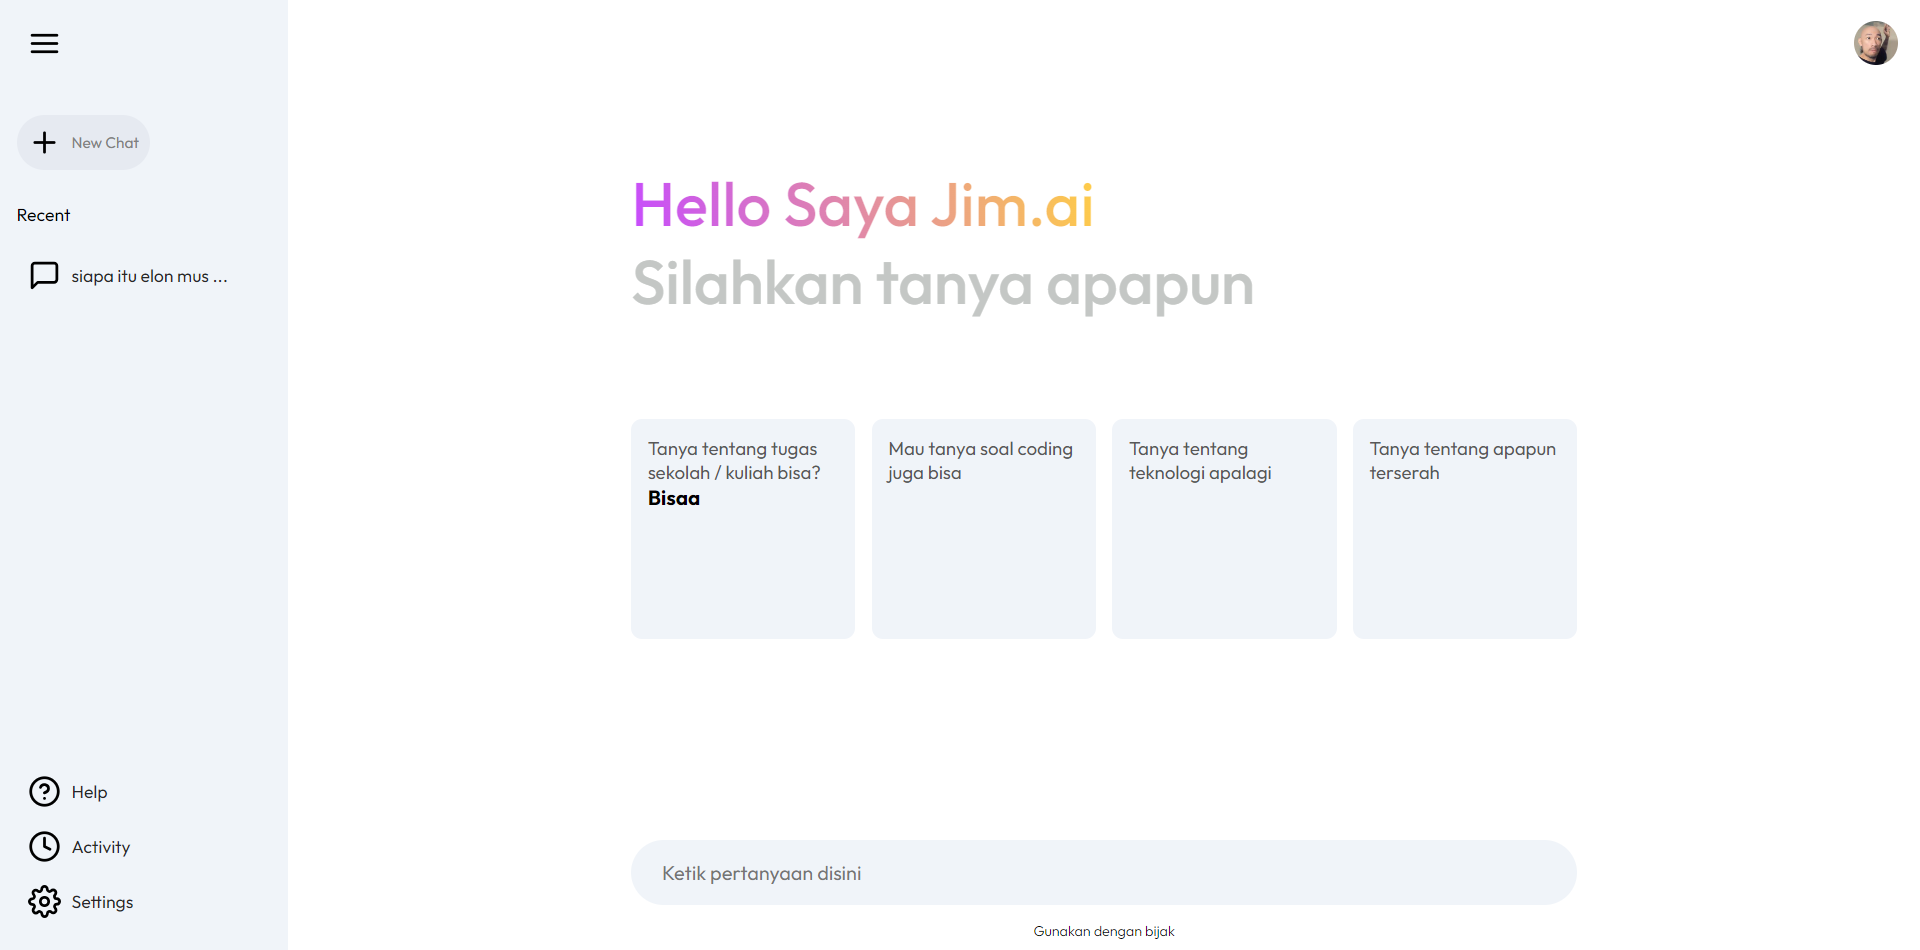 New Chat
Recent
siapa itu elon mus ...
Help
Activity
Settings
Hello Saya Jim.ai
Silahkan tanya apapun
Tanya tentang tugas
sekolah / kuliah bisa?
Bisaa
Mau tanya soal coding
juga bisa
Tanya tentang
teknologi apalagi
Tanya tentang apapun
terserah
Ketik pertanyaan disini
Gunakan dengan bijak